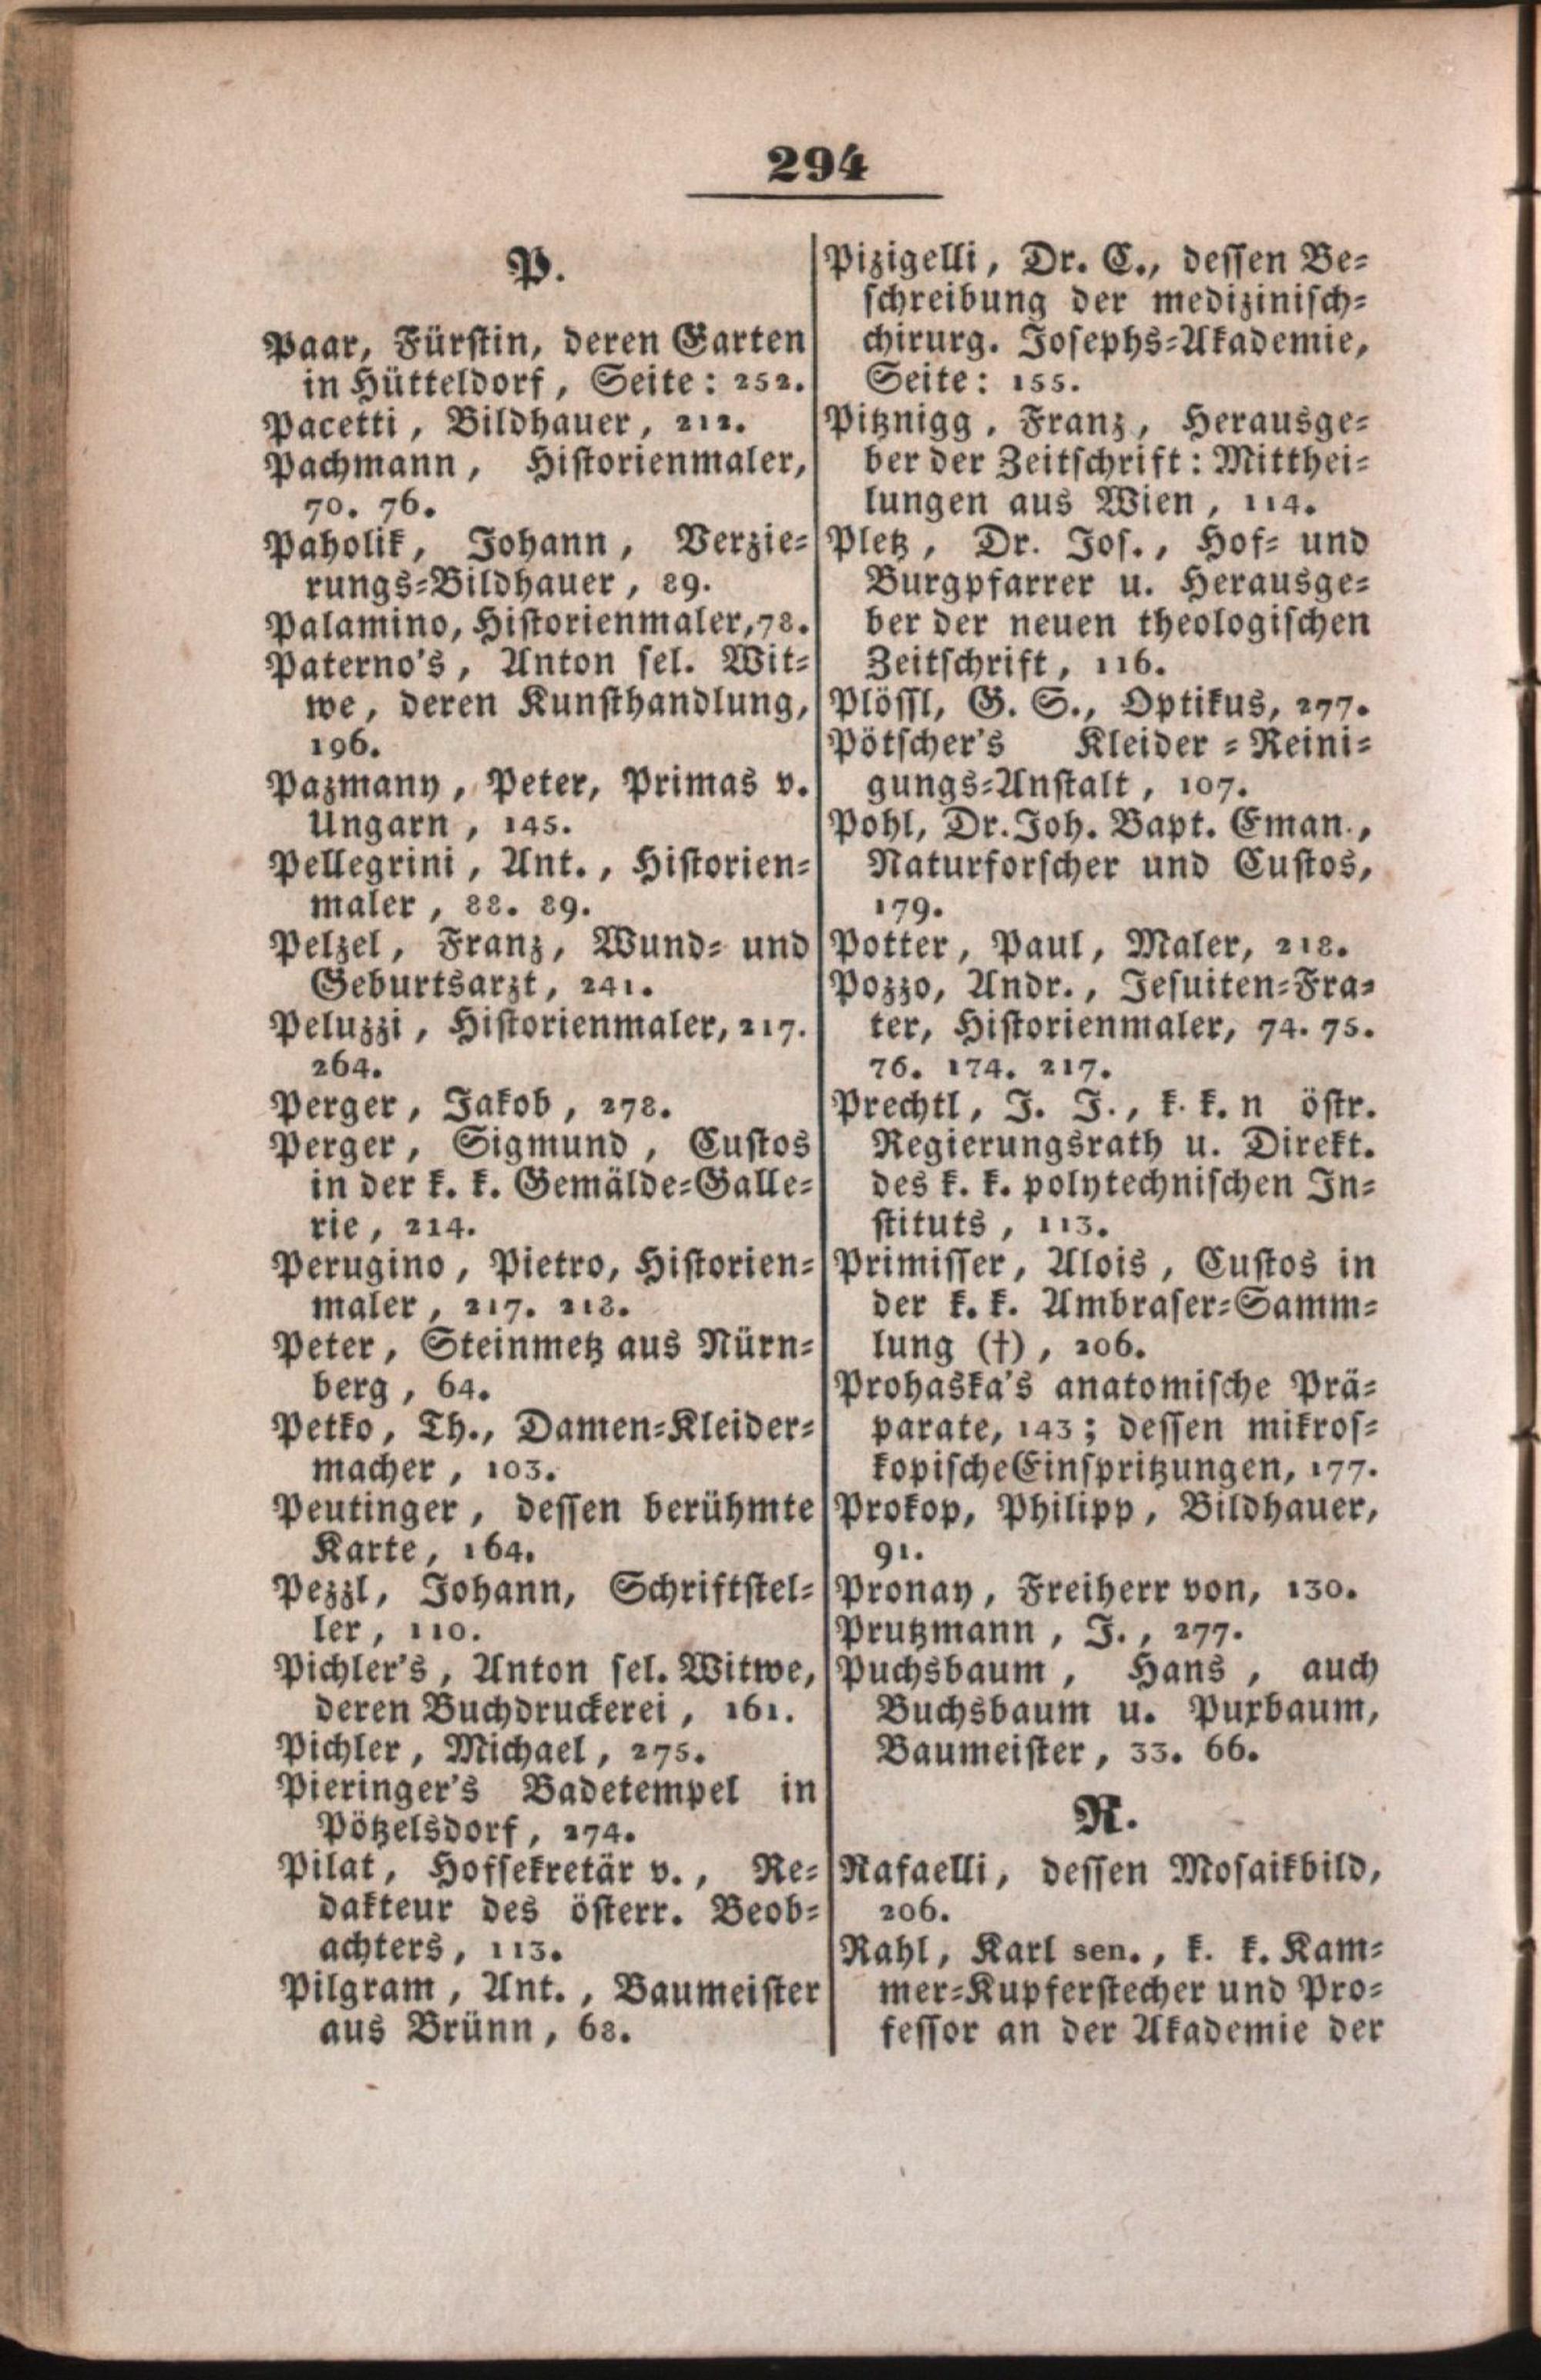 294
P.
Paar, Fürstin, deren Garten
in Hütteldorf, Seite: 252.
Pacetti, Bildhauer, 212.
Pachmann, Historienmaler,
70. 76.
Paholik, Johann, Verzie-
rungs-Bildhauer, 89.
Palamino, Historienmaler, 78.
Paterno's, Anton sel. Wit-
we, deren Kunsthandlung,
196.
Pazmany, Peter, Primas v.
Ungarn, 145.
Pellegrini, Ant., Historien-
maler, 88. 89.
Pelzel, Franz, Wund- und
Geburtsarzt, 241.
Peluzzi, Historienmaler, 217.
264.
Perger, Jakob, 278.
Perger, Sigmund, Custos
in der k. k. Gemälde-Galle-
rie, 214.
Perugino, Pietro, Historien-
maler, 217. 218.
Peter, Steinmetz aus Nürn-
berg, 64.
Petko, Th., Damen-Kleider-
macher, 103.
Peutinger, dessen berühmte
Karte, 164.
Pezzl, Johann, Schriftstel-
ler, 110.
Pichler's, Anton sel. Witwe,
deren Buchdruckerei, 161.
Pichler, Michael, 275.
Pieringer's Badetempel in
Pötzelsdorf, 274.
Pilat, Hofsekretär v., Re-
dakteur des österr. Beob-
achters, 113.
Pilgram, Ant., Baumeister
aus Brünn, 68.
Pizigelli, Dr. C., dessen Be-
schreibung der medizinisch-
chirurg. Josephs-Akademie,
Seite: 155.
Pitznigg, Franz, Herausge-
ber der Zeitschrift: Mitthei-
lungen aus Wien, 114.
Pletz, Dr. Jos., Hof- und
Burgpfarrer u. Herausge-
ber der neuen theologischen
Zeitschrift, 116.
Plössl, G. S., Optikus, 277.
Pötscher's Kleider-Reini-
gungs-Anstalt, 107.
Pohl, Dr. Joh. Bapt. Eman.,
Naturforscher und Custos,
179.
Potter, Paul, Maler, 218.
Pozzo, Andr., Jesuiten-Fra-
ter, Historienmaler, 74. 75.
76. 174. 217.
Prechtl, J. J., k. k. n östr.
Regierungsrath u. Direkt.
des k. k. polytechnischen In-
stituts, 113.
Primisser, Alois, Custos in
der k. k. Ambraser-Samm-
lung (†), 206.
Prohaska's anatomische Prä-
parate, 143; dessen mikros-
kopische Einspritzungen, 177.
Prokop, Philipp, Bildhauer,
91.
Pronay, Freiherr von, 130.
Prutzmann, J., 277.
Puchsbaum, Hans, auch
Buchsbaum u. Puxbaum,
Baumeister, 33. 66.
R.
Rafaelli, dessen Mosaikbild,
206.
Rahl, Karl sen., k. k. Kam-
mer-Kupferstecher und Pro-
fessor an der Akademie der